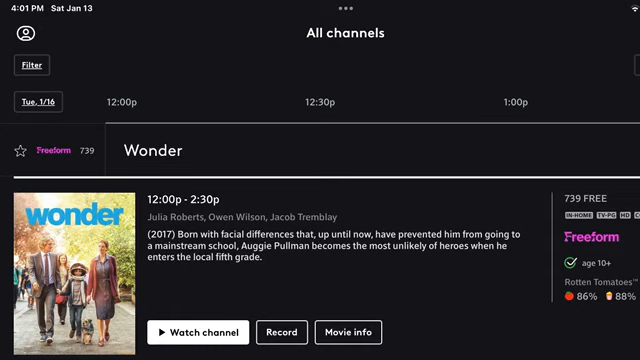 4:01 PM Sat Jan 13
All channels
Filter
Tue, 1/16 12:00p 12:30p 1:00p
Freeform 739 Wonder
wonder
12:00p - 2:30p
Julia Roberts, Owen Wilson, Jacob Tremblay
(2017) Born with facial differences that, up until now, have prevented him from going to
a mainstream school, Auggie Pullman becomes the most unlikely of heroes when he
enters the local fifth grade.
Watch channel Record Movie info
739 FREE
IN-HOME TV-PG HD
Freeform
age 10+
Rotten Tomatoes™
86% 88%